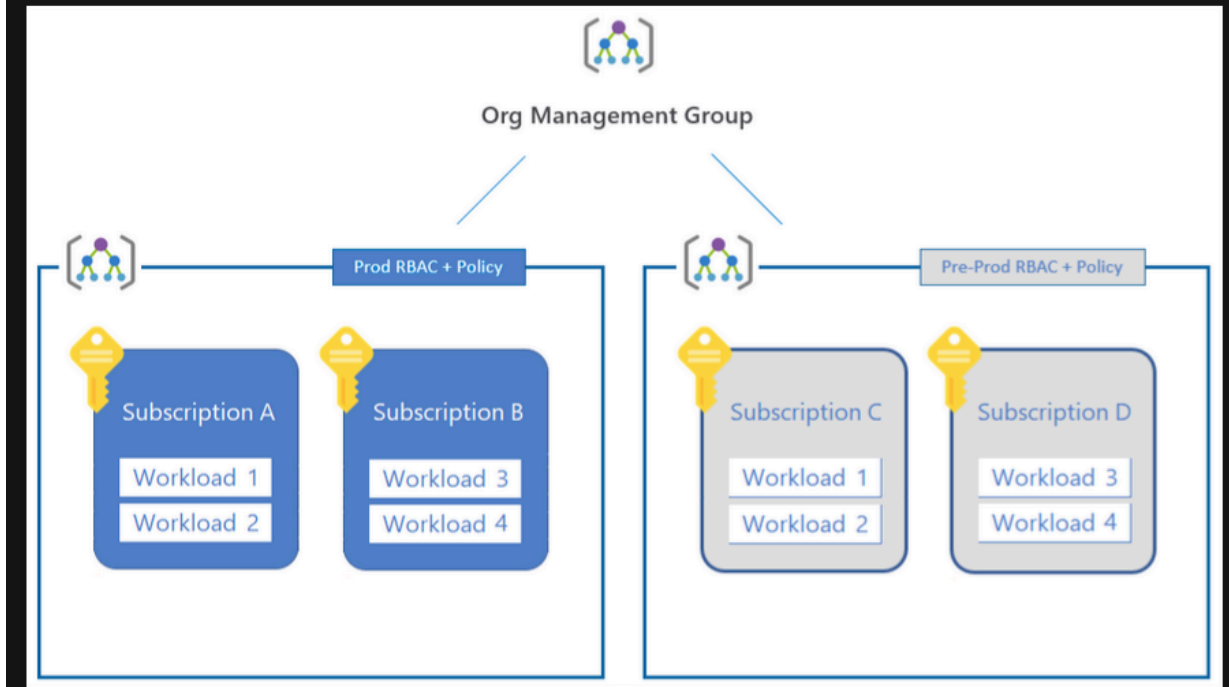 Org Management Group
Prod RBAC + Policy
Pre-Prod RBAC + Policy
Subscription A
Workload 1
Workload 2
Subscription B
Workload 3
Workload 4
Subscription C
Workload 1
Workload 2
Subscription D
Workload 3
Workload 4